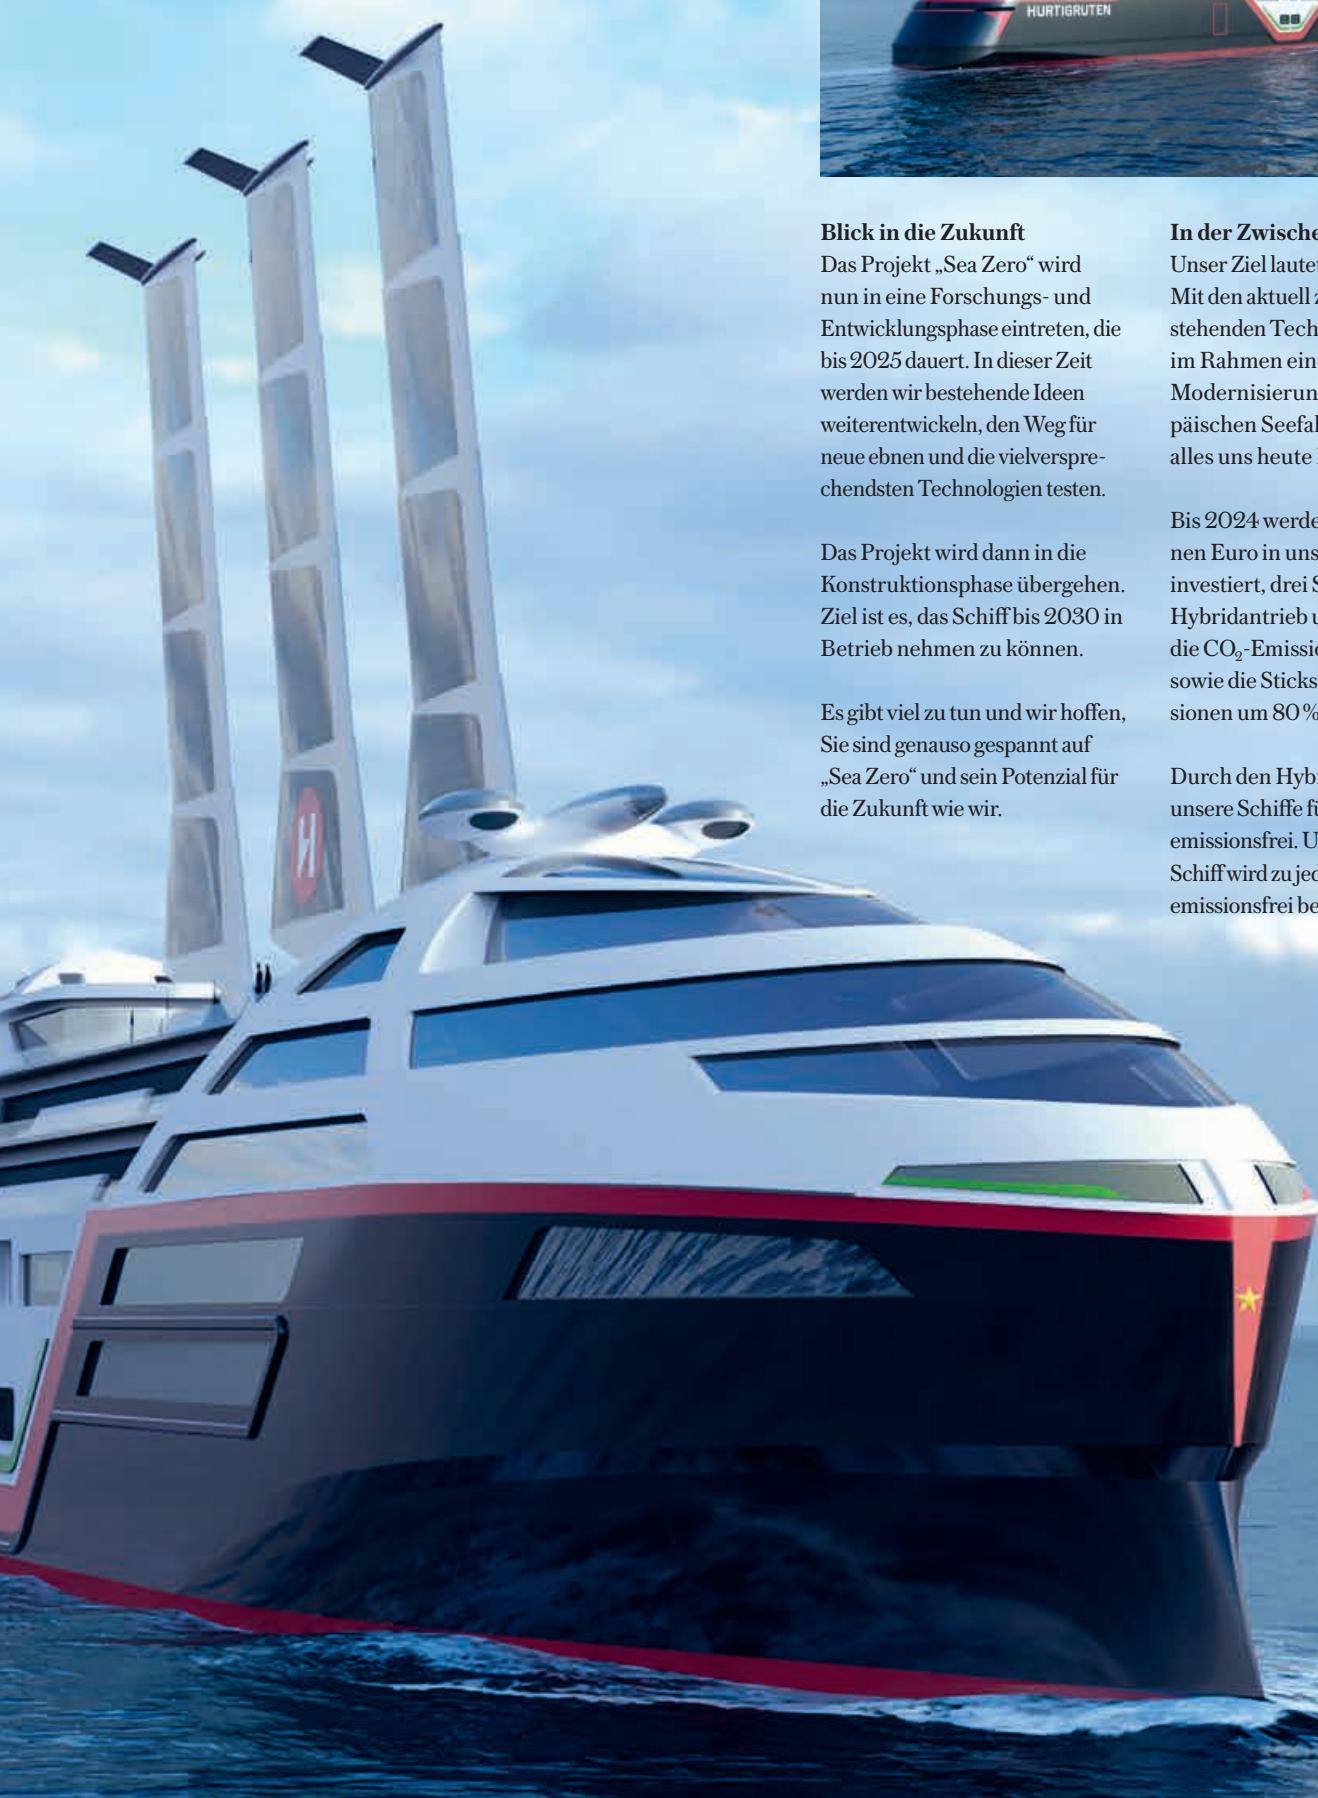 HURTIGRUTEN
Blick in die Zukunft
Das Projekt „Sea Zero“ wird
nun in eine Forschungs- und
Entwicklungsphase eintreten, die
bis 2025 dauert. In dieser Zeit
werden wir bestehende Ideen
weiterentwickeln, den Weg für
neue ebnen und die vielverspre-
chendsten Technologien testen.
Das Projekt wird dann in die
Konstruktionsphase übergehen.
Ziel ist es, das Schiff bis 2030 in
Betrieb nehmen zu können.
Es gibt viel zu tun und wir hoffen,
Sie sind genauso gespannt auf
„Sea Zero“ und sein Potenzial für
die Zukunft wie wir.
In der Zwische
Unser Ziel laute
Mit den aktuell
stehenden Tech
im Rahmen ein
Modernisierun
päischen Seefa
alles uns heute
Bis 2024 werde
nen Euro in uns
investiert, drei S
Hybridantrieb
die CO₂-Emissi
sowie die Sticks
sionen um 80 %
Durch den Hyb
unsere Schiffe f
emissionsfrei. U
Schiff wird zu jed
emissionsfrei be
H